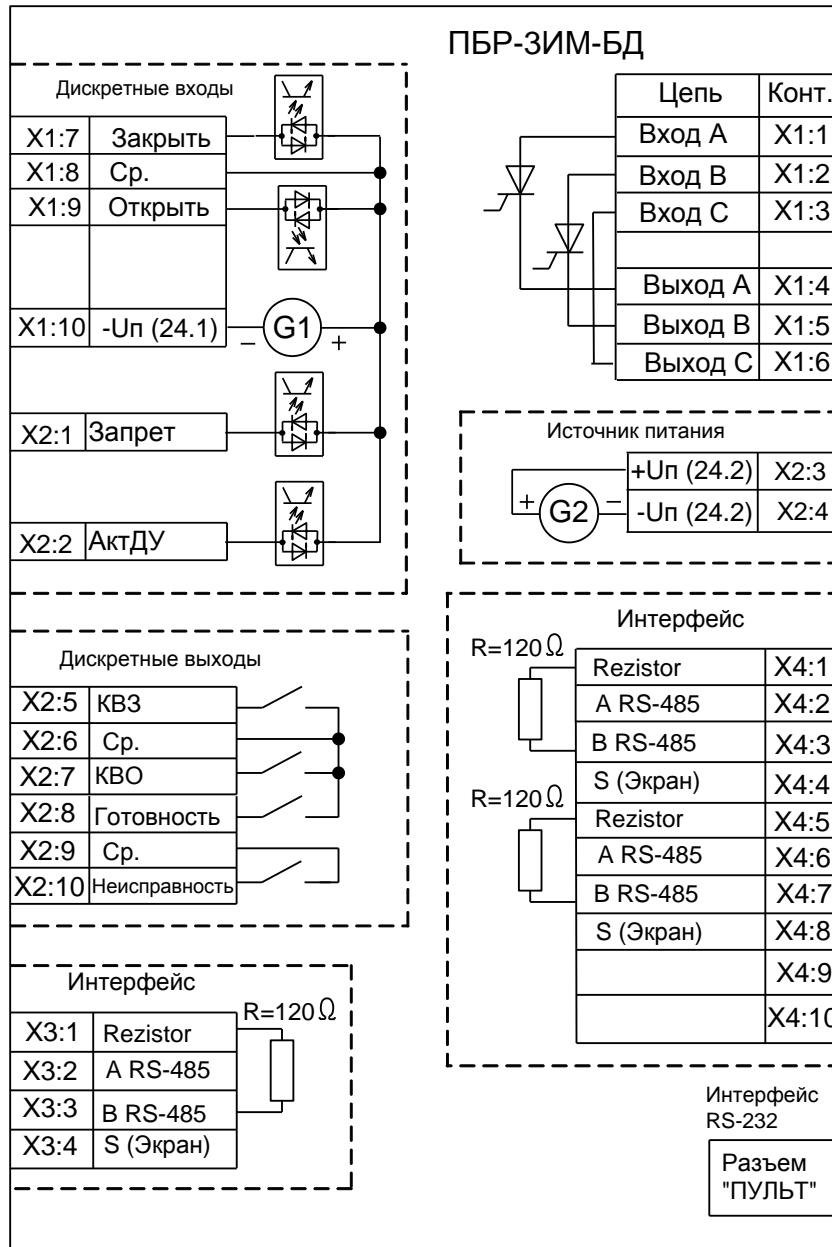 ПБР-3ИМ-БД
Дискретные входы
X1:7 Закрыть
X1:8 Ср.
X1:9 Открыть
X1:10 -Uп (24.1)
− G1 +
X2:1 Запрет
X2:2 АктДУ
Цепь Конт.
Вход А X1:1
Вход В X1:2
Вход С X1:3
Выход А X1:4
Выход В X1:5
Выход С X1:6
Источник питания
+ G2 −
+Uп (24.2) X2:3
-Uп (24.2) X2:4
Дискретные выходы
X2:5 КВЗ
X2:6 Ср.
X2:7 КВО
X2:8 Готовность
X2:9 Ср.
X2:10 Неисправность
Интерфейс
R=120 Ω
Rezistor X4:1
A RS-485 X4:2
B RS-485 X4:3
S (Экран) X4:4
R=120 Ω
Rezistor X4:5
A RS-485 X4:6
B RS-485 X4:7
S (Экран) X4:8
X4:9
X4:10
Интерфейс
R=120 Ω
X3:1 Rezistor
X3:2 A RS-485
X3:3 B RS-485
X3:4 S (Экран)
Интерфейс
RS-232
Разъем
"ПУЛЬТ"